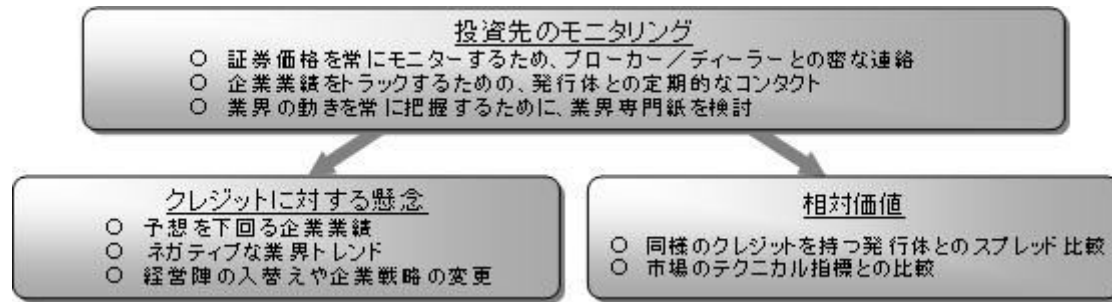 投資先のモニタリング
○ 証券価格を常にモニターするため、ブローカー／ディーラーとの密な連絡
○ 企業業績をトラックするための、発行体との定期的なコンタクト
○ 業界の動きを常に把握するために、業界専門紙を検討
クレジットに対する懸念
○ 予想を下回る企業業績
○ ネガティブな業界トレンド
○ 経営陣の入替えや企業戦略の変更
相対価値
○ 同様のクレジットを持つ発行体とのスプレッド比較
○ 市場のテクニカル指標との比較